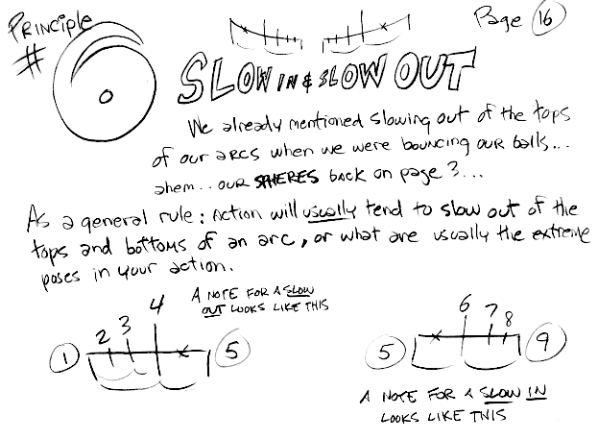 PRINCIPLE
# 6
Page 16
SLOW IN & SLOW OUT
We already mentioned slowing out of the tops
of our arcs when we were bouncing our balls...
ahem.. our SPHERES back on page 3...
As a general rule: Action will usually tend to slow out of the
tops and bottoms of an arc, or what are usually the extreme
poses in your action.
A NOTE FOR A SLOW
OUT LOOKS LIKE THIS
1 2 3 4 5
5 6 7 8 9
A NOTE FOR A SLOW IN
LOOKS LIKE THIS